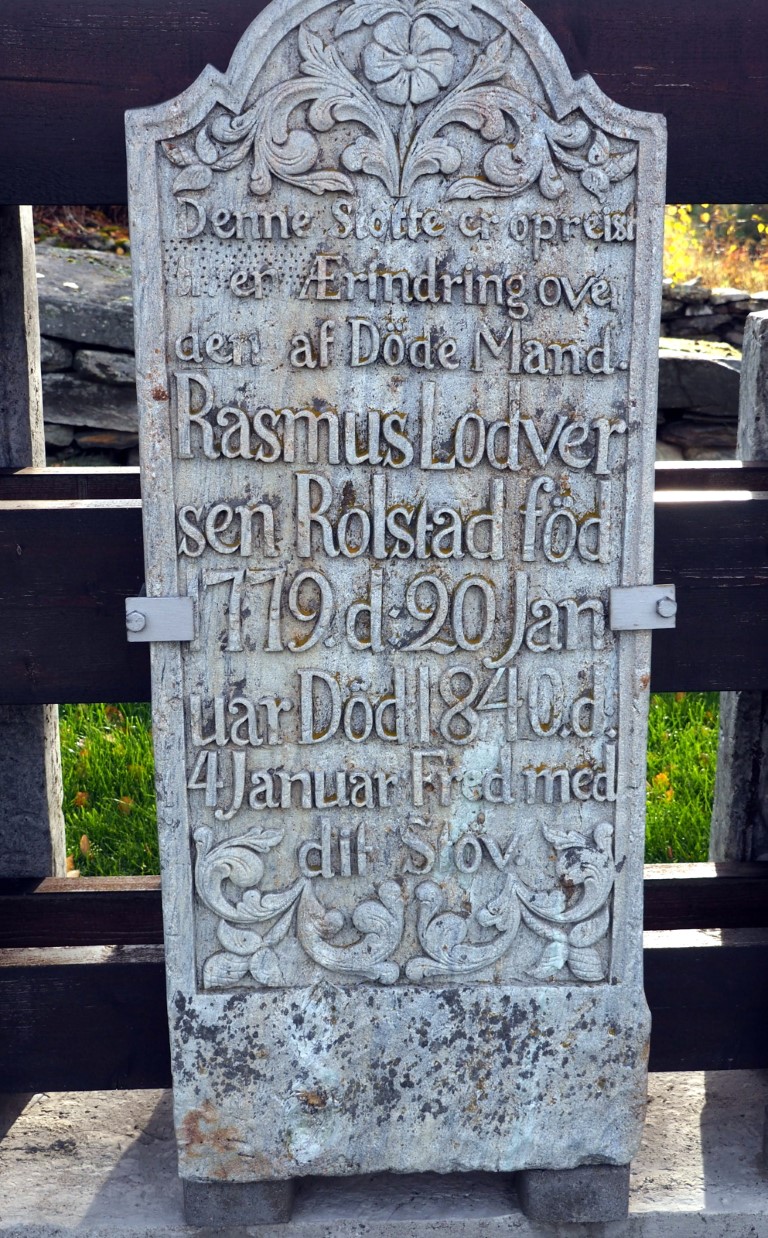 Denne Stötte er opreist
er Ærindring over
den af Döde Mand.
Rasmus Lodver
sen Rolstad föd
1779.d:20 Jan
uar Död 1840.d.
4 Januar Fred med
dit Stöv.